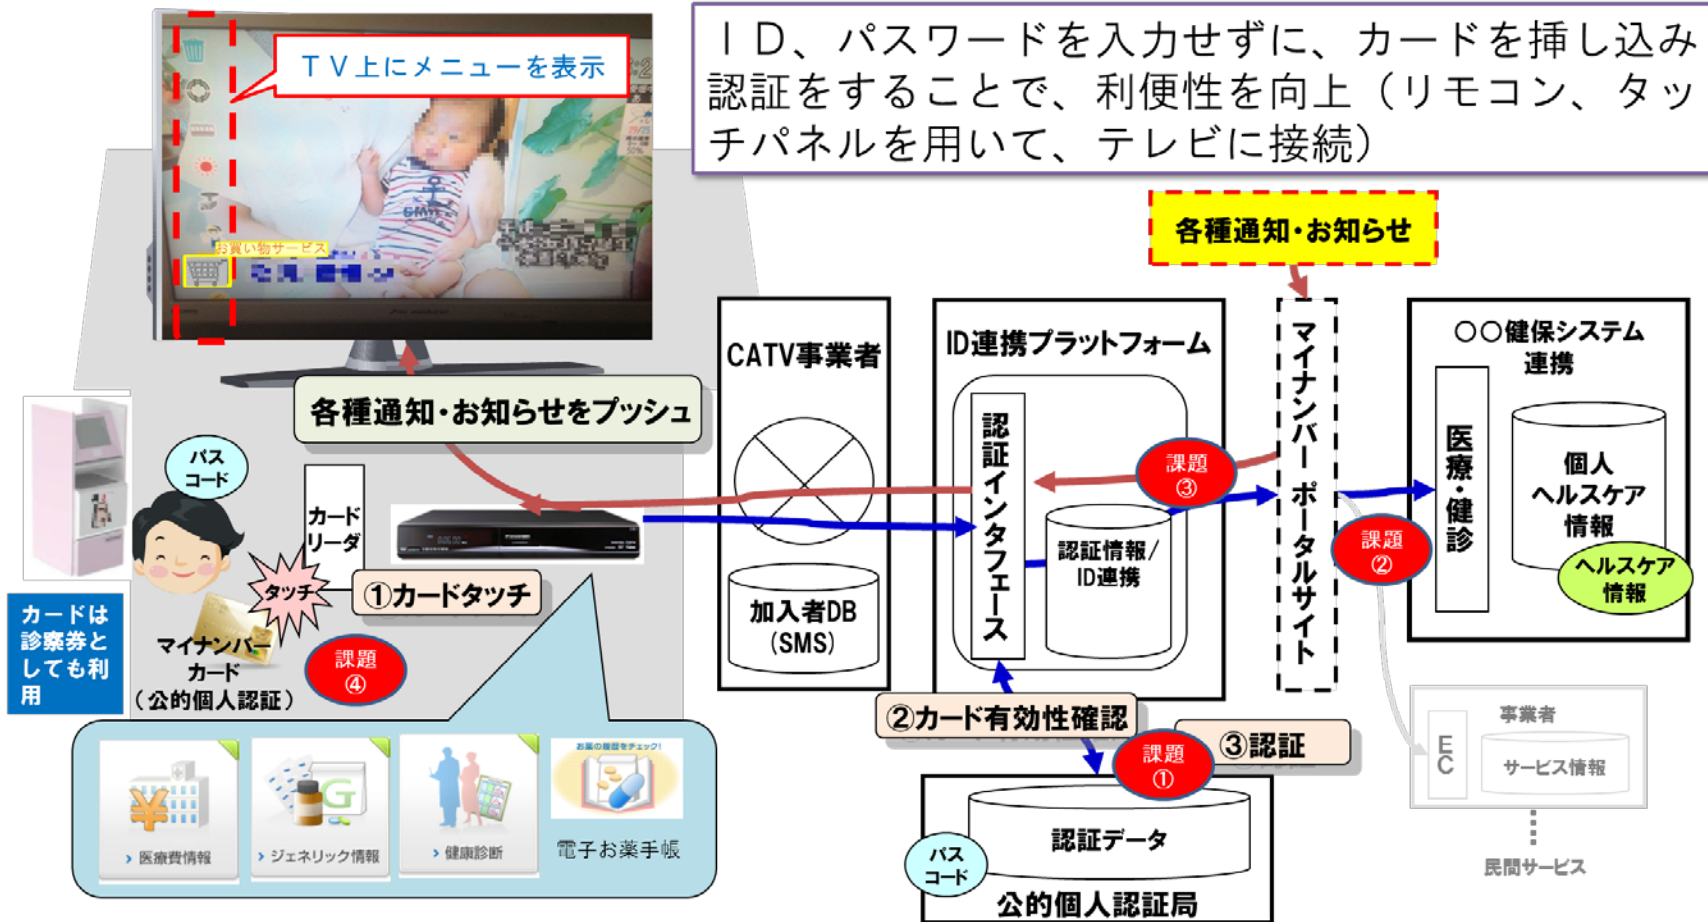 ＴＶ上にメニューを表示
ＩＤ、パスワードを入力せずに、カードを挿し込み
認証をすることで、利便性を向上（リモコン、タッ
チパネルを用いて、テレビに接続）
お買い物サービス
各種通知・お知らせ
各種通知・お知らせをプッシュ
CATV事業者
加入者DB
(SMS)
ID連携プラットフォーム
認証インタフェース
認証情報/
ID連携
課題
③
マイナンバー ポータルサイト
課題
②
〇〇健保システム
連携
医療・健診
個人
ヘルスケア
情報
ヘルスケア
情報
パス
コード
カード
リーダ
タッチ
①カードタッチ
カードは
診察券と
しても利
用
マイナンバー
カード
（公的個人認証）
課題
④
②カード有効性確認
課題
①
③認証
認証データ
パス
コード
公的個人認証局
事業者
EC
サービス情報
民間サービス
医療費情報
ジェネリック情報
健康診断
お薬の履歴をチェック!
電子お薬手帳